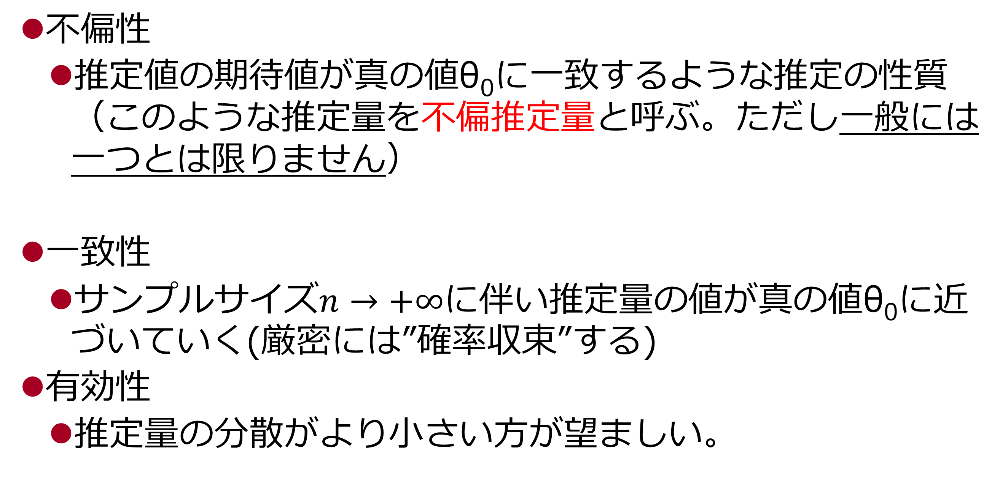 ●不偏性
●推定値の期待値が真の値θ₀に一致するような推定の性質
（このような推定量を不偏推定量と呼ぶ。ただし一般には
一つとは限りません）
●一致性
●サンプルサイズn → +∞に伴い推定量の値が真の値θ₀に近
づいていく(厳密には”確率収束”する)
●有効性
●推定量の分散がより小さい方が望ましい。